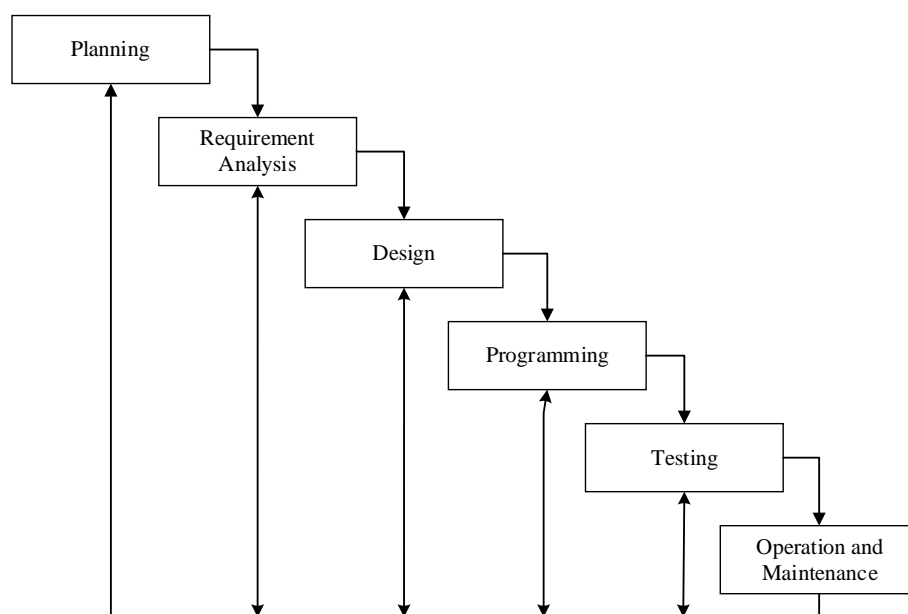 Planning
Requirement
Analysis
Design
Programming
Testing
Operation and
Maintenance